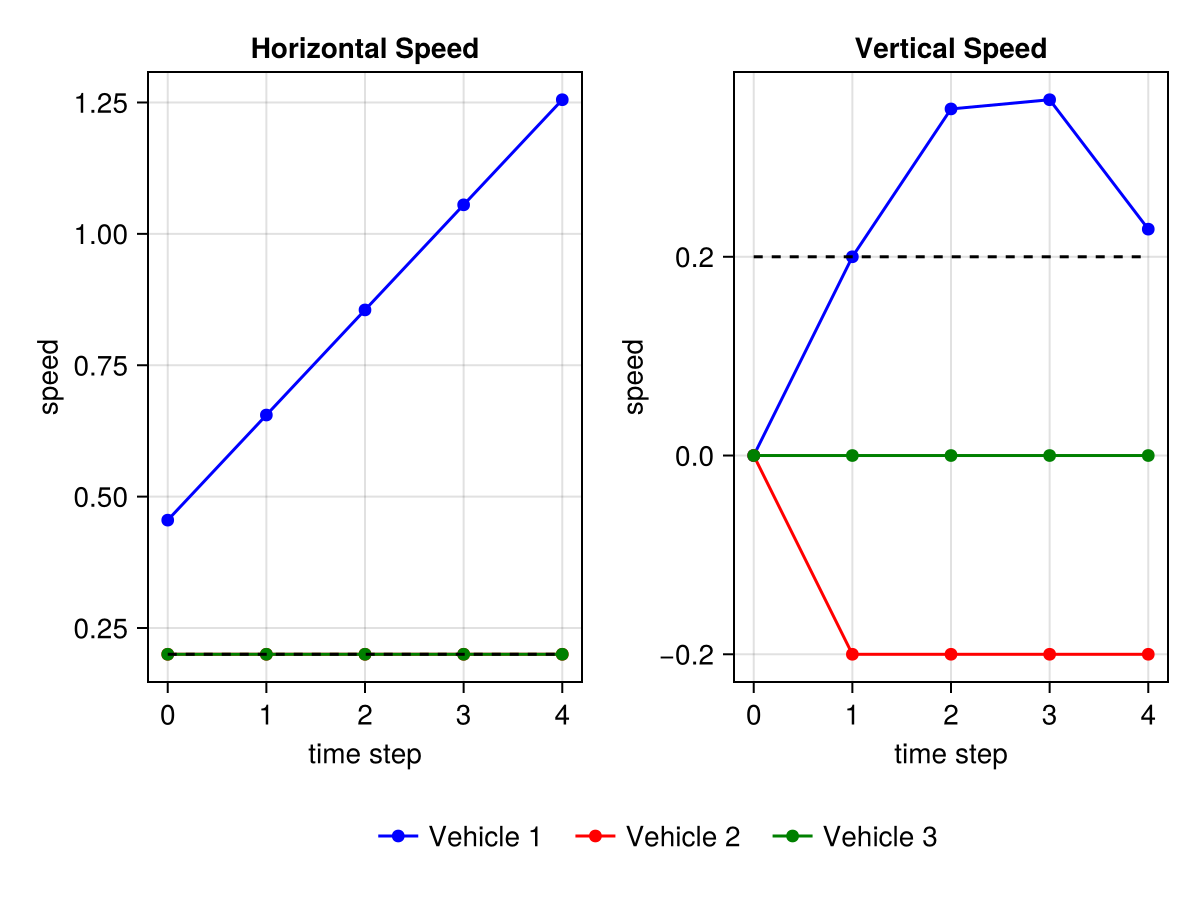 Horizontal Speed
1.25
1.00
0.75
0.50
0.25
speed
0 1 2 3 4
time step
Vertical Speed
0.2
0.0
−0.2
speed
0 1 2 3 4
time step
Vehicle 1 Vehicle 2 Vehicle 3